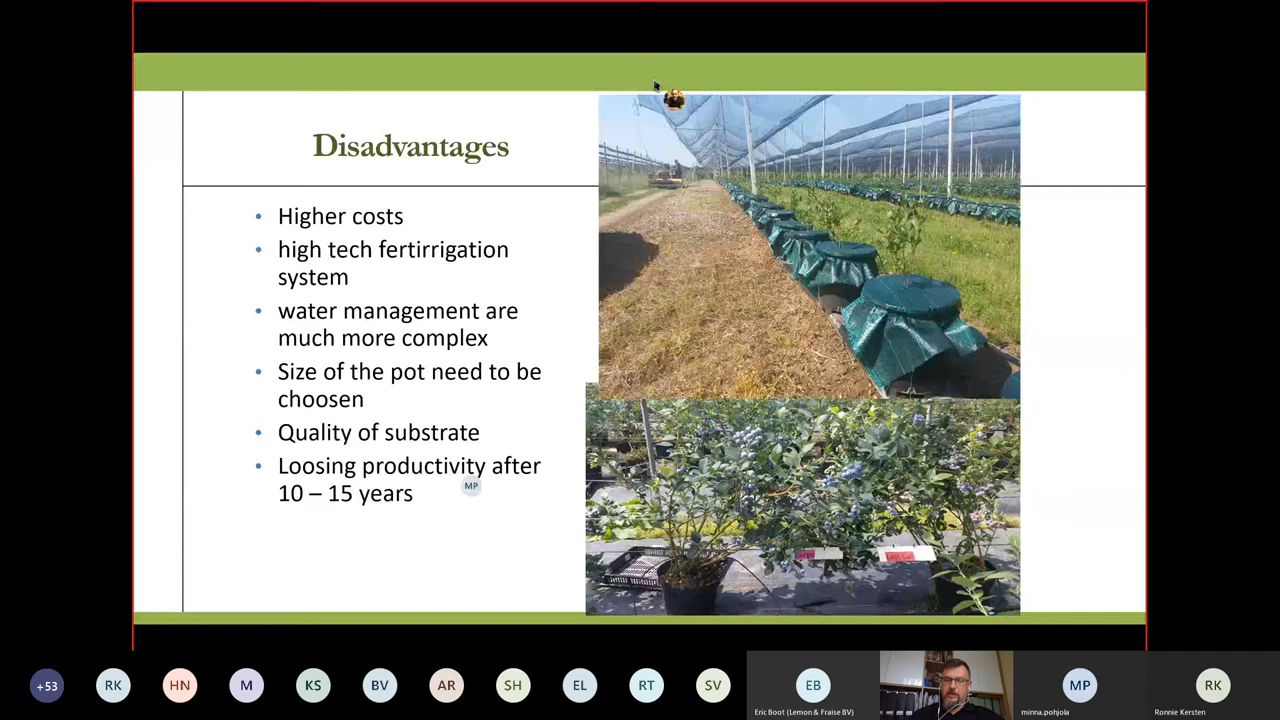 Disadvantages
• Higher costs
• high tech fertirrigation
system
• water management are
much more complex
• Size of the pot need to be
choosen
• Quality of substrate
• Loosing productivity after
10 – 15 years
MP
+53
RK
HN
M
KS
BV
AR
SH
EL
RT
SV
EB
Eric Boot (Lemon & Fraise BV)
MP
minna.pohjola
RK
Ronnie Kersten